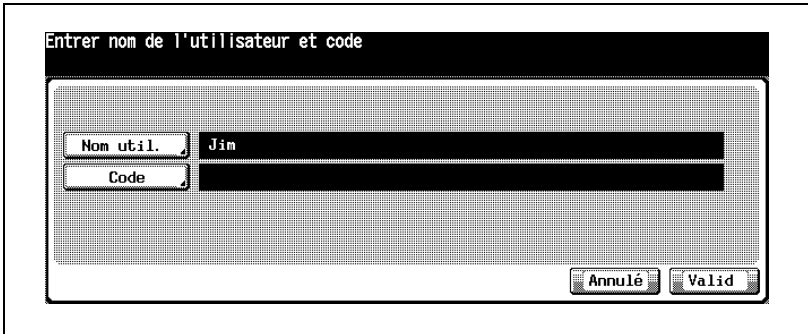 Entrer nom de l'utilisateur et code
Nom util. Jim
Code
Annulé Valid